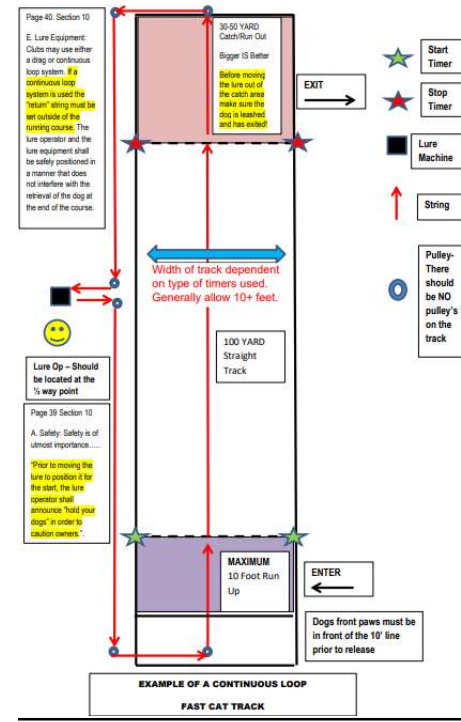 Page 40. Section 10
E. Lure Equipment:
Clubs may use either
a drag or continuous
loop system. If a
continuous loop
system is used the
"return" string must be
set outside of the
running course. The
lure operator and the
lure equipment shall
be safely positioned in
a manner that does
not interfere with the
retrieval of the dog at
the end of the course.
30-50 YARD
Catch/Run Out
Bigger IS Better
Before moving
the lure out of
the catch area
make sure the
dog is leashed
and has exited!
EXIT
Start
Timer
Stop
Timer
Lure
Machine
String
Pulley-
There
should
be NO
pulley's
on the
track
Width of track dependent
on type of timers used.
Generally allow 10+ feet.
100 YARD
Straight
Track
Lure Op – Should
be located at the
½ way point
Page 39 Section 10
A. Safety: Safety is of
utmost importance…..
"Prior to moving the
lure to position it for
the start, the lure
operator shall
announce "hold your
dogs" in order to
caution owners.".
MAXIMUM
10 Foot Run
Up
ENTER
Dogs front paws must be
in front of the 10' line
prior to release
EXAMPLE OF A CONTINUOUS LOOP
FAST CAT TRACK